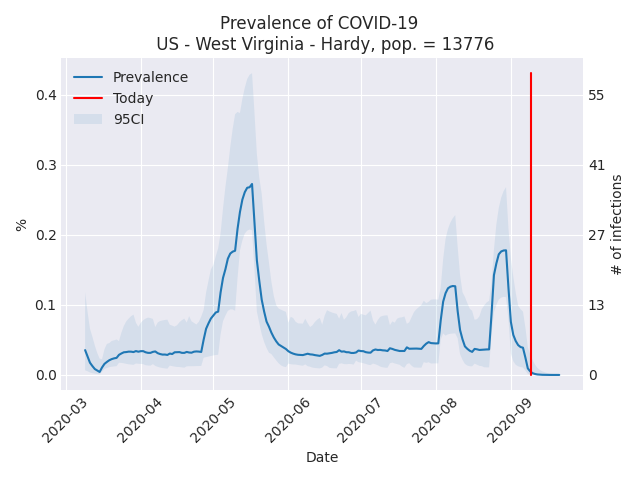 Prevalence of COVID-19
US - West Virginia - Hardy, pop. = 13776
Prevalence
Today
95CI
%
0.4
0.3
0.2
0.1
0.0
55
41
27
13
0
# of infections
2020-03
2020-04
2020-05
2020-06
2020-07
2020-08
2020-09
Date